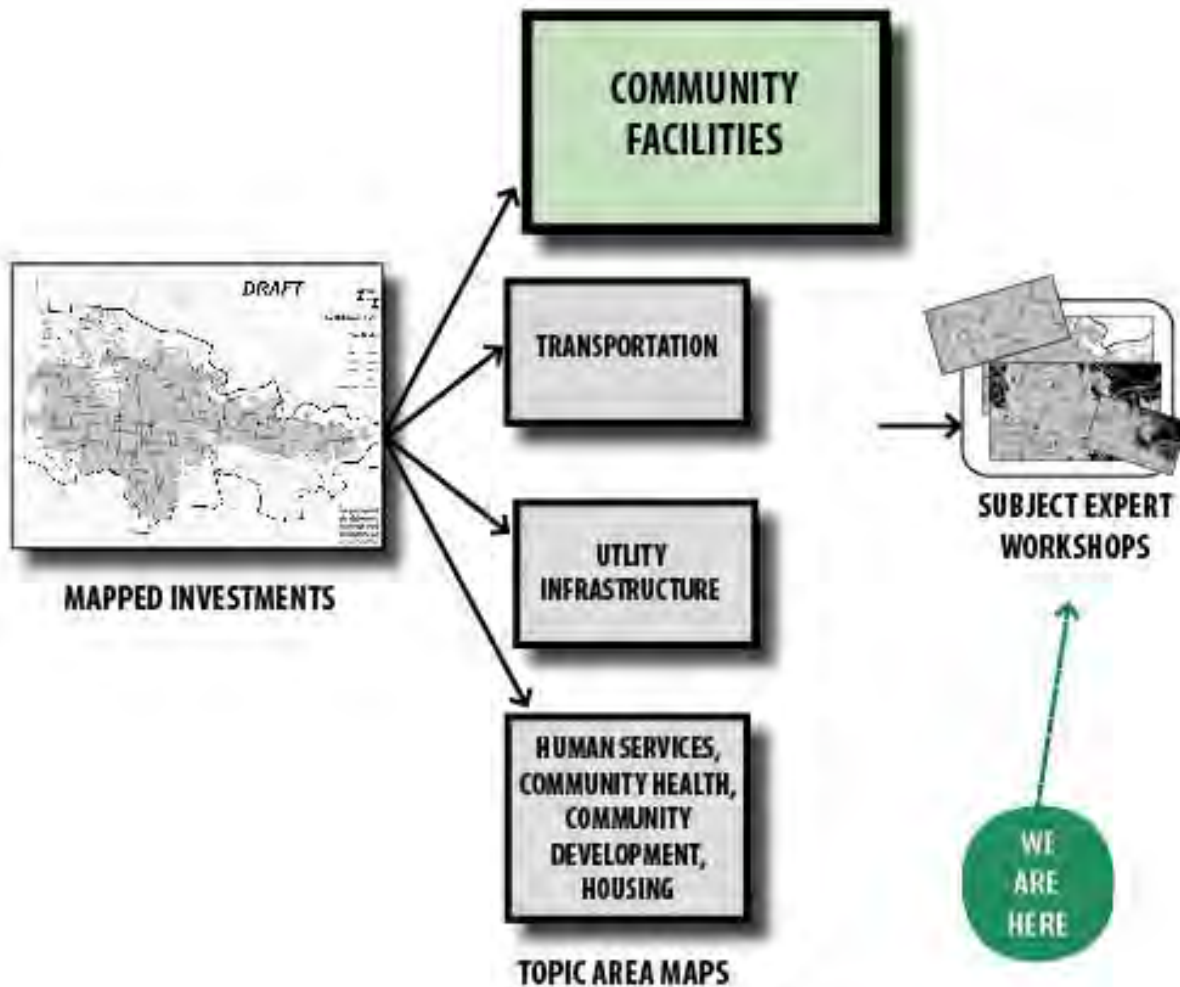 COMMUNITY
FACILITIES
DRAFT
TRANSPORTATION
MAPPED INVESTMENTS
UTLITY
INFRASTRUCTURE
SUBJECT EXPERT
WORKSHOPS
HUMAN SERVICES,
COMMUNITY HEALTH,
COMMUNITY
DEVELOPMENT,
HOUSING
WE
ARE
HERE
TOPIC AREA MAPS